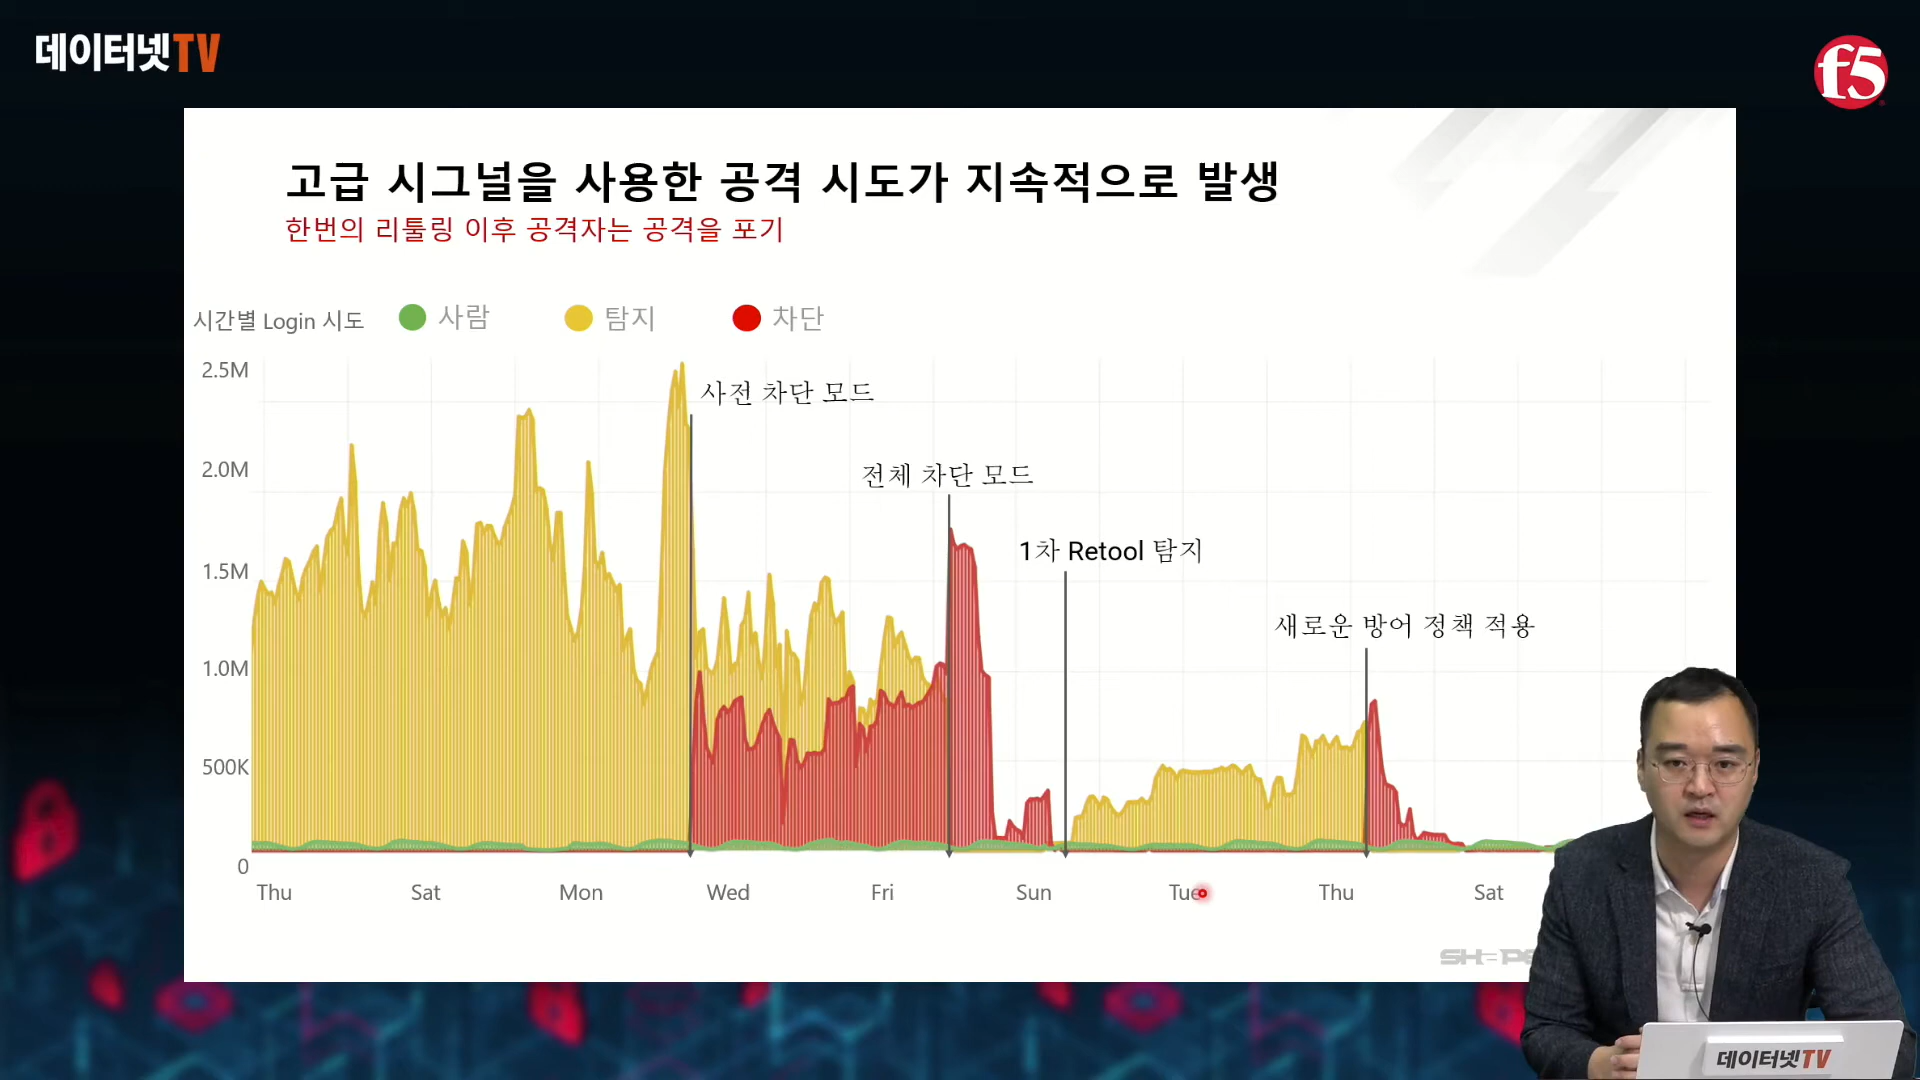 데이터넷TV
f5
고급 시그널을 사용한 공격 시도가 지속적으로 발생
한번의 리툴링 이후 공격자는 공격을 포기
시간별 Login 시도
사람
탐지
차단
2.5M
2.0M
1.5M
1.0M
500K
0
사전 차단 모드
전체 차단 모드
1차 Retool 탐지
새로운 방어 정책 적용
Thu Sat Mon Wed Fri Sun Tue Thu Sat
데이터넷TV